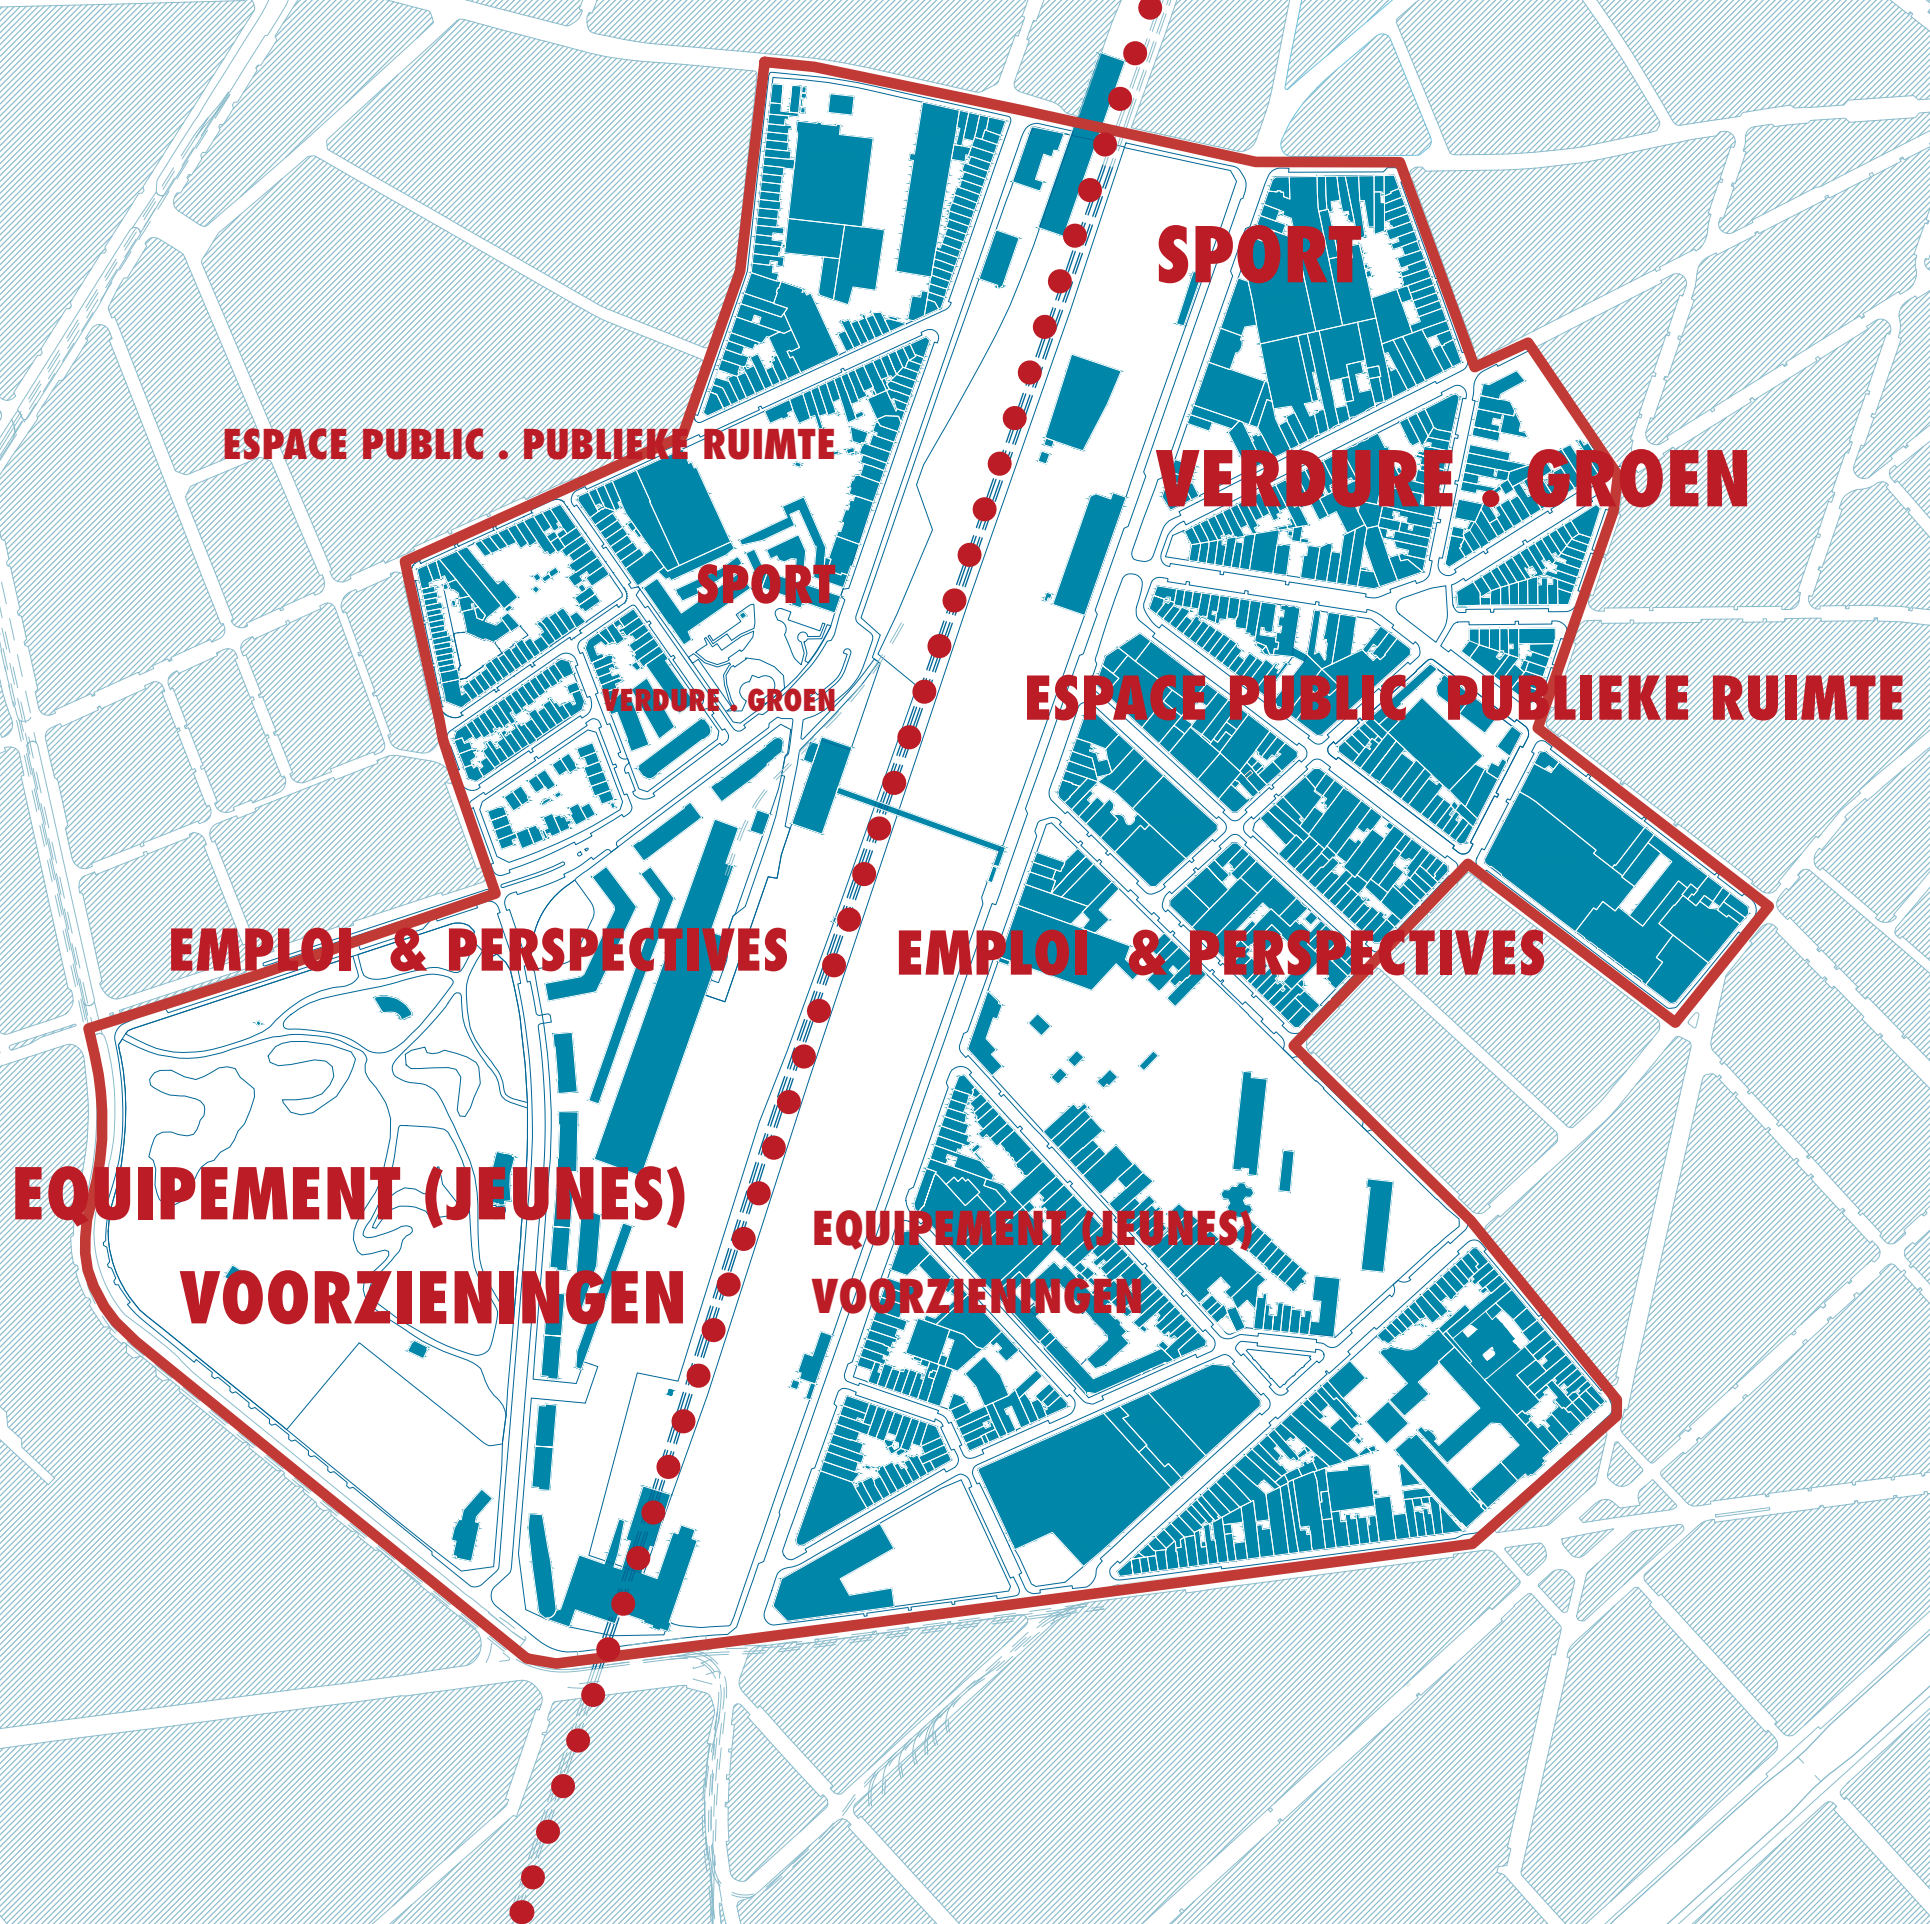 SPORT
ESPACE PUBLIC . PUBLIEKE RUIMTE
VERDURE . GROEN
SPORT
VERDURE . GROEN
ESPACE PUBLIC PUBLIEKE RUIMTE
EMPLOI & PERSPECTIVES
EMPLOI & PERSPECTIVES
EQUIPEMENT (JEUNES)
VOORZIENINGEN
EQUIPEMENT (JEUNES)
VOORZIENINGEN